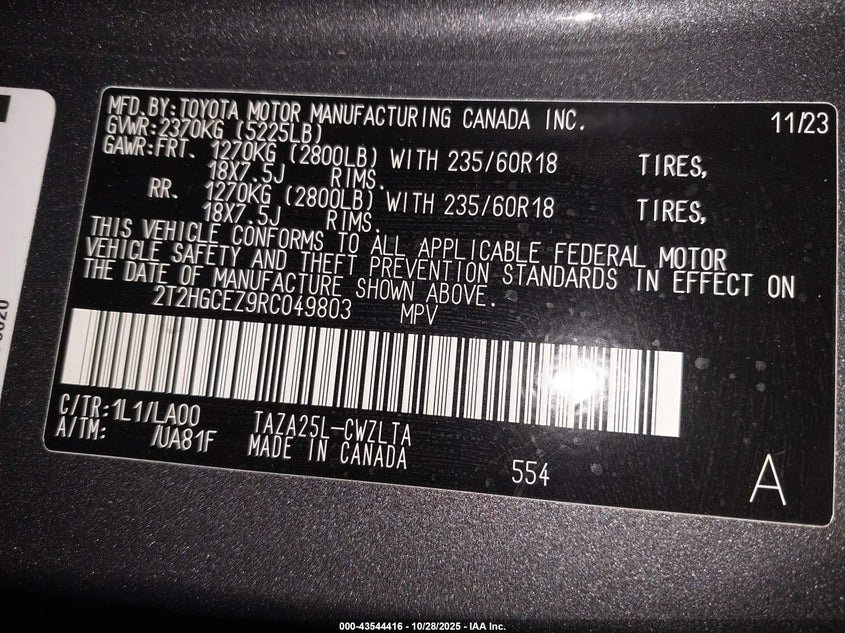 MFD. BY: TOYOTA MOTOR MANUFACTURING CANADA INC. 11/23
GVWR: 2370KG (5225LB)
GAWR: FRT. 1270KG (2800LB) WITH 235/60R18 TIRES,
18X7.5J RIMS.
RR. 1270KG (2800LB) WITH 235/60R18 TIRES,
18X7.5J RIMS.
THIS VEHICLE CONFORMS TO ALL APPLICABLE FEDERAL MOTOR
VEHICLE SAFETY AND THEFT PREVENTION STANDARDS IN EFFECT ON
THE DATE OF MANUFACTURE SHOWN ABOVE.
2T2HGCEZ9RC049803 MPV
C/TR: 1L1/LA00 TAZA25L-CWZLTA
A/TM: /UA81F MADE IN CANADA
554 A
000-43544416 - 10/28/2025 - IAA Inc.